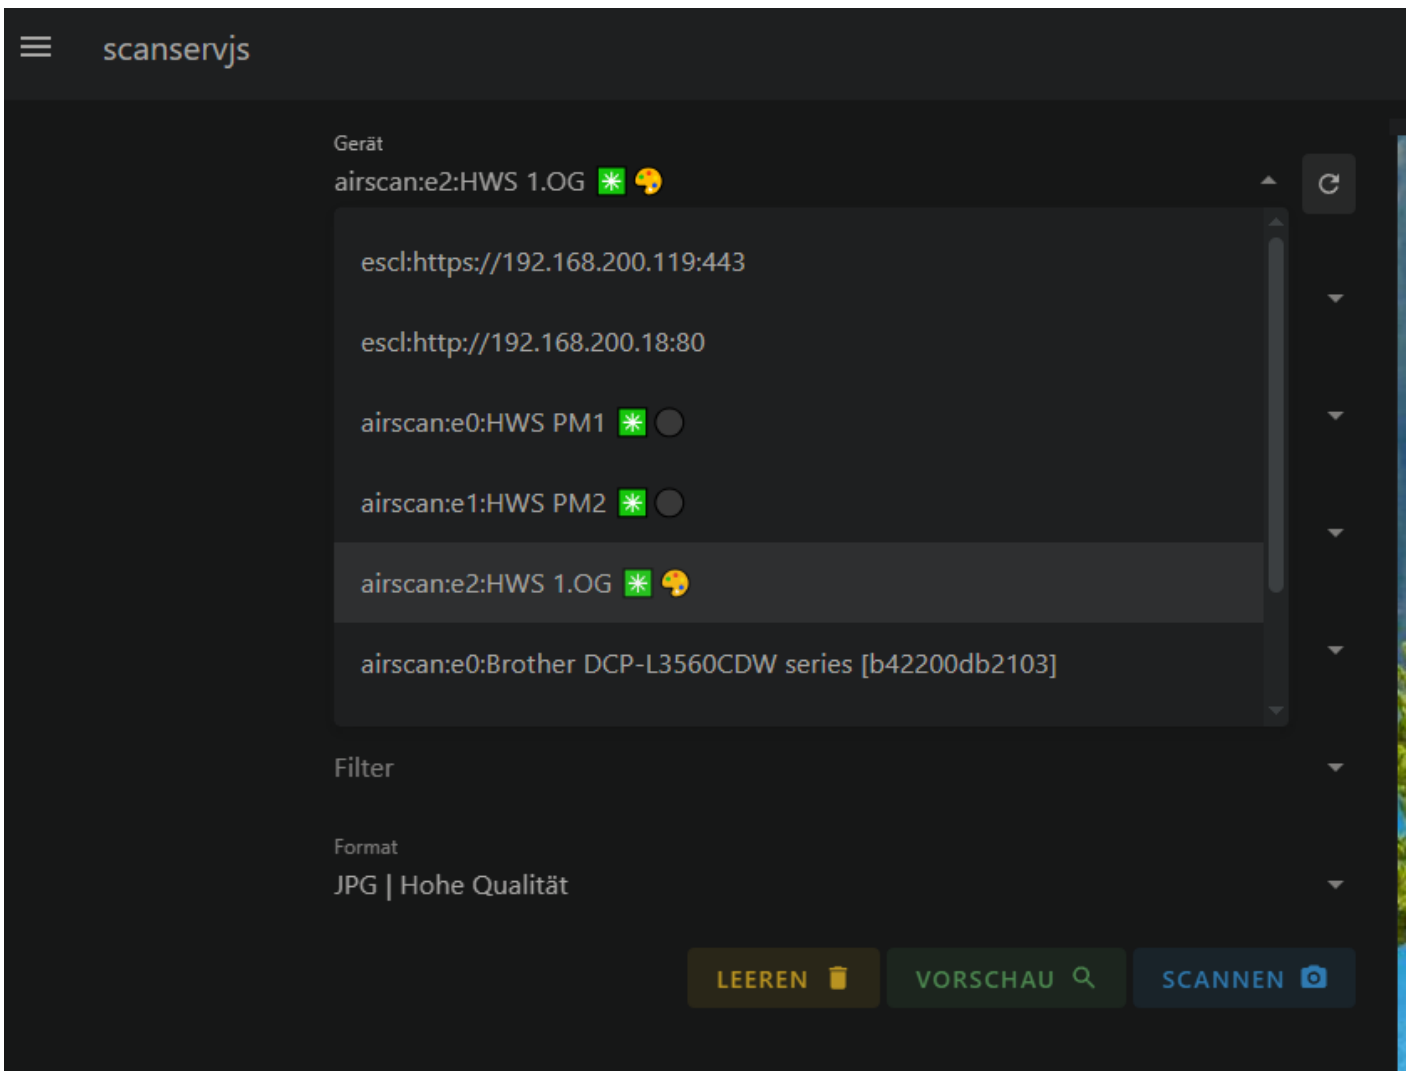 scanservjs
Gerät
airscan:e2:HWS 1.OG ✳️ 🎨
escl:https://192.168.200.119:443
escl:http://192.168.200.18:80
airscan:e0:HWS PM1 ✳️ ⚫
airscan:e1:HWS PM2 ✳️ ⚫
airscan:e2:HWS 1.OG ✳️ 🎨
airscan:e0:Brother DCP-L3560CDW series [b42200db2103]
Filter
Format
JPG | Hohe Qualität
LEEREN VORSCHAU SCANNEN